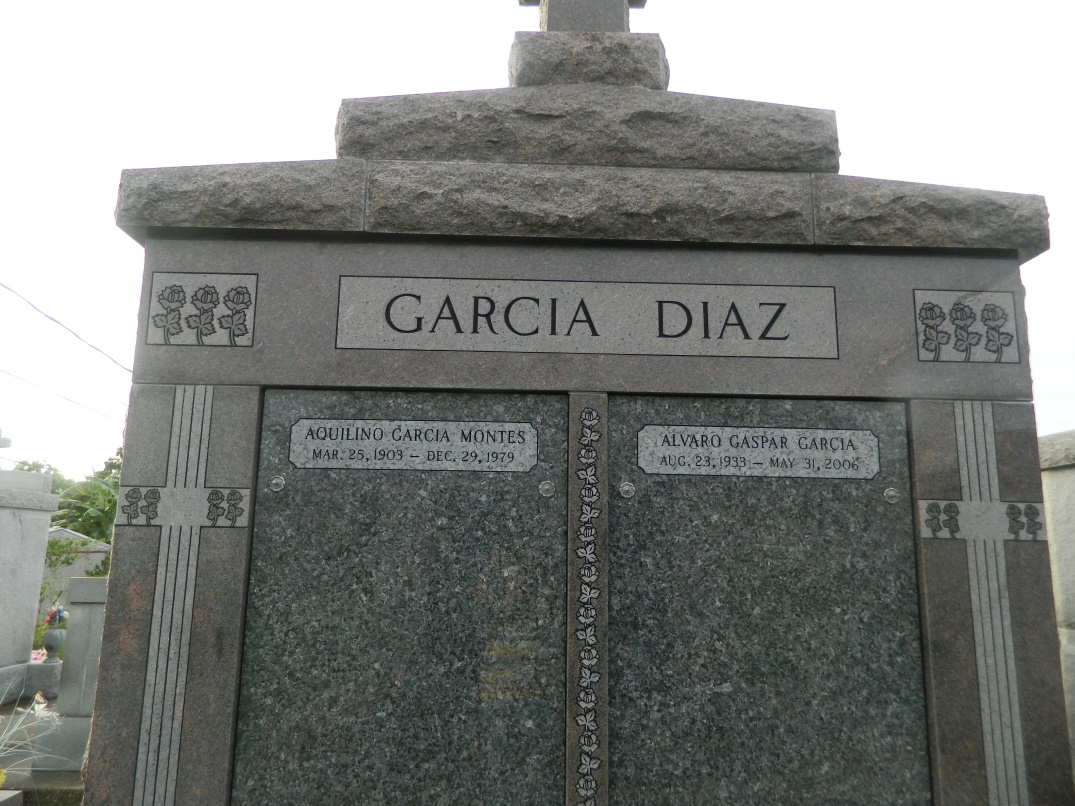 GARCIA DIAZ
AQUILINO GARCIA MONTES
MAR. 25, 1903 – DEC. 29, 1979
ALVARO GASPAR GARCIA
AUG. 23, 1933 – MAY 31, 2006